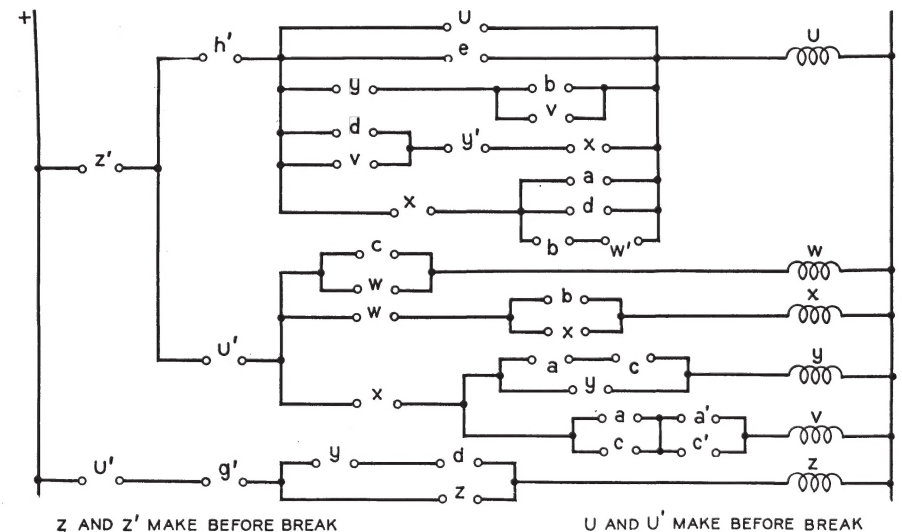 +
U
h'
e
U
y
b
v
d
y'
x
v
z'
a
x
d
b
w'
c
w
w
b
w
x
x
U'
a
c
y
x
y
a
a'
v
c
c'
U'
g'
y
d
z
z
Z AND Z' MAKE BEFORE BREAK
U AND U' MAKE BEFORE BREAK